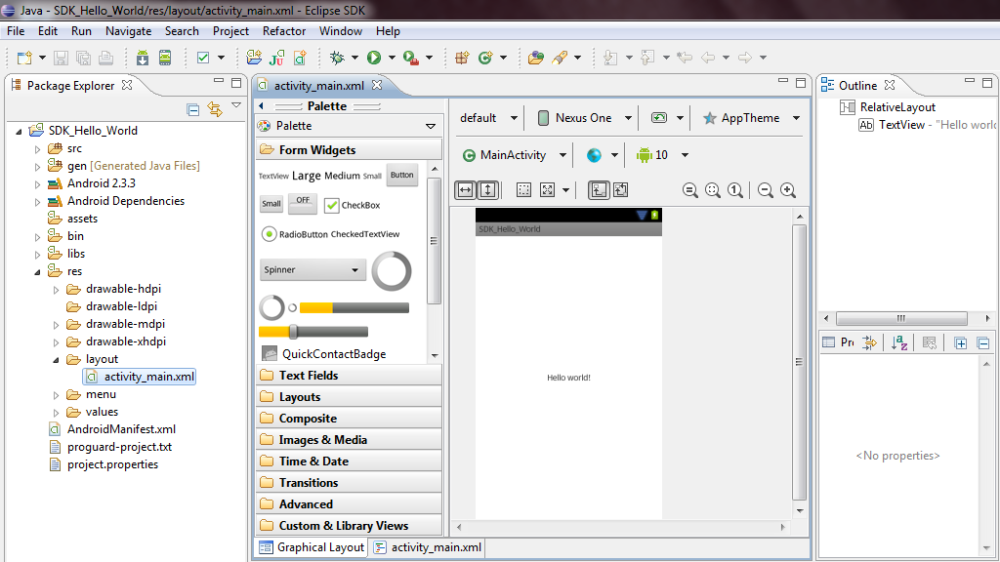 Java - SDK_Hello_World/res/layout/activity_main.xml - Eclipse SDK
File Edit Run Navigate Search Project Refactor Window Help
Package Explorer
SDK_Hello_World
src
gen [Generated Java Files]
Android 2.3.3
Android Dependencies
assets
bin
libs
res
drawable-hdpi
drawable-ldpi
drawable-mdpi
drawable-xhdpi
layout
activity_main.xml
menu
values
AndroidManifest.xml
proguard-project.txt
project.properties
activity_main.xml
Palette
Palette
Form Widgets
TextView Large Medium Small Button
Small OFF CheckBox
RadioButton CheckedTextView
Spinner
QuickContactBadge
Text Fields
Layouts
Composite
Images & Media
Time & Date
Transitions
Advanced
Custom & Library Views
Graphical Layout activity_main.xml
default Nexus One AppTheme
MainActivity 10
SDK_Hello_World
Hello world!
Outline
RelativeLayout
Ab TextView - "Hello world
Pr
<No properties>